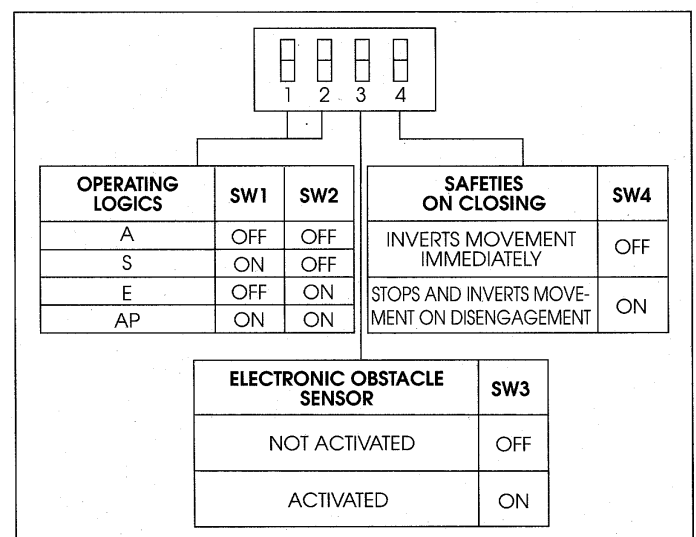 1 2 3 4
OPERATING
LOGICS SW1 SW2
A OFF OFF
S ON OFF
E OFF ON
AP ON ON
SAFETIES
ON CLOSING SW4
INVERTS MOVEMENT
IMMEDIATELY OFF
STOPS AND INVERTS MOVE-
MENT ON DISENGAGEMENT ON
ELECTRONIC OBSTACLE
SENSOR SW3
NOT ACTIVATED OFF
ACTIVATED ON